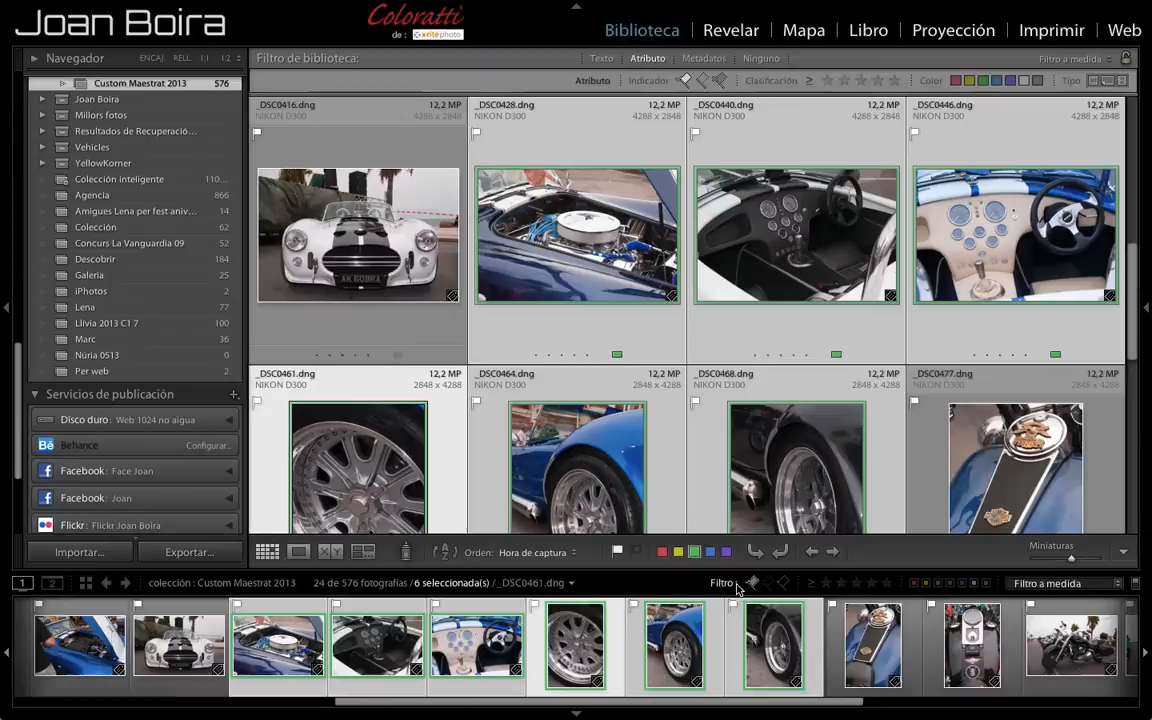 Joan Boira
Coloratti
de : x·rite photo
Biblioteca
Revelar
Mapa
Libro
Proyección
Imprimir
Web
Navegador
ENCAJ.
RELL.
1:1
1:2
Filtro de biblioteca:
Texto
Atributo
Metadatos
Ninguno
Filtro a medida
Atributo
Indicador
Clasificación
≥
Color
Tipo
Custom Maestrat 2013 576
Joan Boira
Millors fotos
Resultados de Recuperació...
Vehicles
YellowKorner
Colección inteligente 110...
Agencia 866
Amigues Lena per fest aniv... 14
Colección 62
Concurs La Vanguardia 09 52
Descobrir 184
Galeria 25
iPhotos 2
Lena 77
Llívia 2013 C1 7 100
Marc 36
Núria 0513 0
Per web 2
Servicios de publicación
Disco duro: Web 1024 no aigua
Bē Behance Configurar...
f Facebook: Face Joan
f Facebook: Joan
Flickr: Flickr Joan Boira
Importar...
Exportar...
_DSC0416.dng 12,2 MP
NIKON D300 4288 x 2848
_DSC0428.dng 12,2 MP
NIKON D300 4288 x 2848
_DSC0440.dng 12,2 MP
NIKON D300 4288 x 2848
_DSC0446.dng 12,2 MP
NIKON D300 4288 x 2848
AK COBRA
_DSC0461.dng 12,2 MP
NIKON D300 2848 x 4288
_DSC0464.dng 12,2 MP
NIKON D300 2848 x 4288
_DSC0468.dng 12,2 MP
NIKON D300 2848 x 4288
_DSC0477.dng 12,2 MP
NIKON D300 2848 x 4288
XY
Orden: Hora de captura
Miniaturas
1
2
colección : Custom Maestrat 2013
24 de 576 fotografías / 6 seleccionada(s) / _DSC0461.dng
Filtro
≥
Filtro a medida